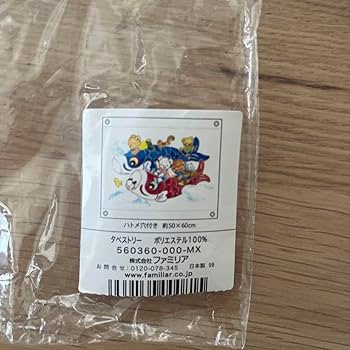 ハトメ穴付き 約50×60cm
タペストリー ポリエステル100%
560360-000-MX
株式会社ファミリア
お問合せ：0120-078-345 日本製 98
www.familiar.co.jp